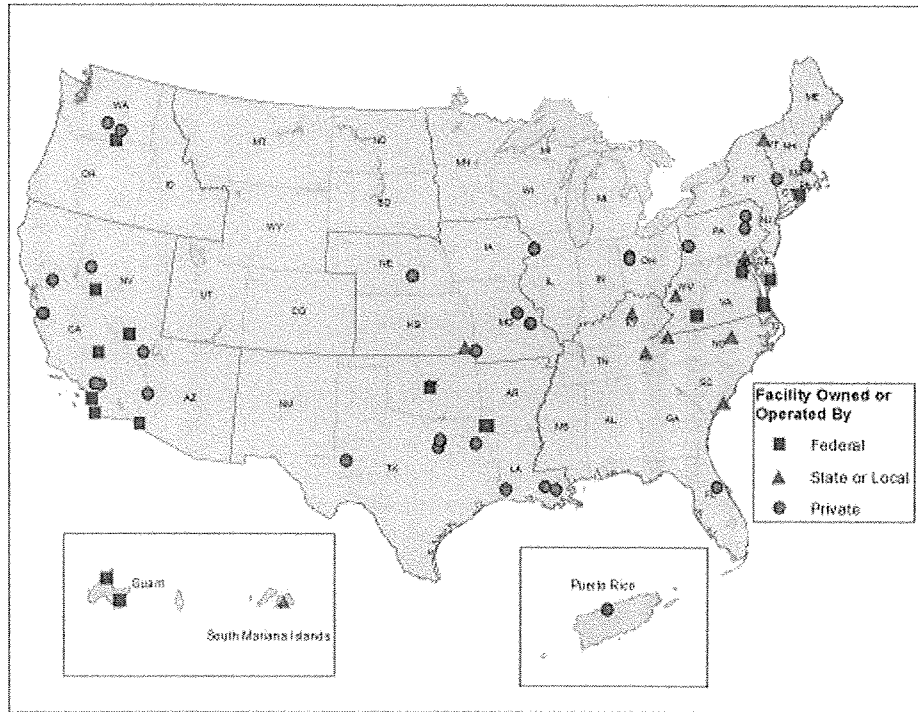 WA
ME
MT
ND
VT
NH
MN
OR
MI
NY
MA
ID
WI
CT
SD
MI
WY
PA
NJ
IA
NE
OH
NV
IL
IN
UT
WV
CO
VA
CA
KS
MO
KY
NC
TN
AZ
NM
AR
SC
MS
AL
GA
TX
LA
FL
Facility Owned or
Operated By
Federal
State or Local
Private
Guam
South Mariana Islands
Puerto Rico